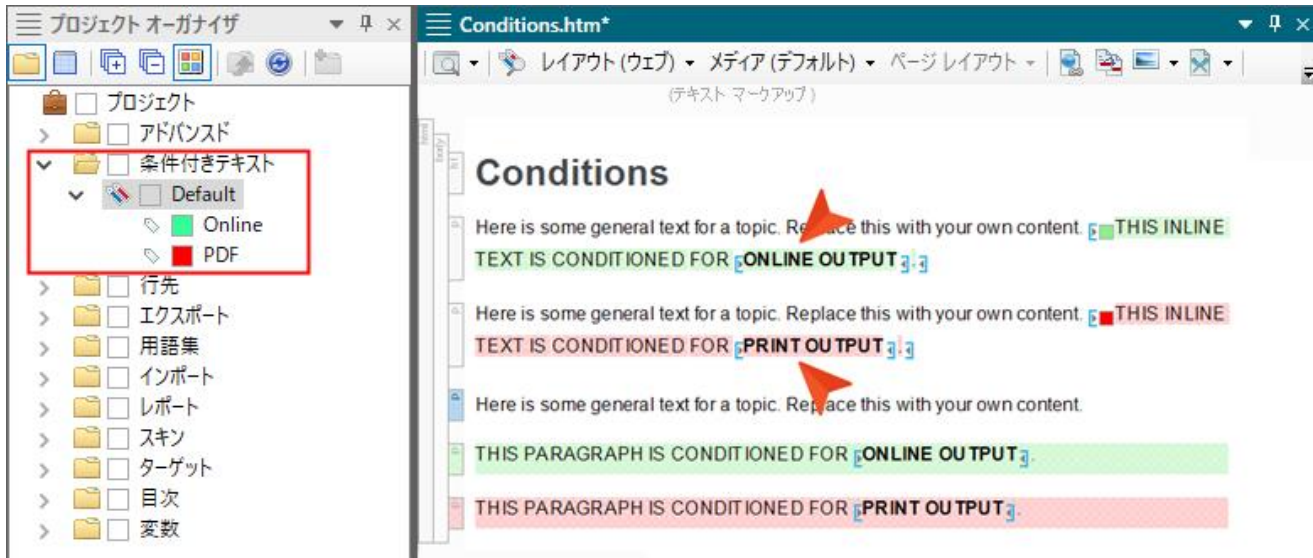 プロジェクト オーガナイザ
プロジェクト
アドバンスド
条件付きテキスト
Default
Online
PDF
行先
エクスポート
用語集
インポート
レポート
スキン
ターゲット
目次
変数
Conditions.htm*
レイアウト (ウェブ) メディア (デフォルト) ページ レイアウト
(テキスト マークアップ)
html
body
h1
Conditions
p
Here is some general text for a topic. Replace this with your own content. THIS INLINE
TEXT IS CONDITIONED FOR ONLINE OUTPUT.
p
Here is some general text for a topic. Replace this with your own content. THIS INLINE
TEXT IS CONDITIONED FOR PRINT OUTPUT.
p
Here is some general text for a topic. Replace this with your own content.
p
THIS PARAGRAPH IS CONDITIONED FOR ONLINE OUTPUT.
p
THIS PARAGRAPH IS CONDITIONED FOR PRINT OUTPUT.